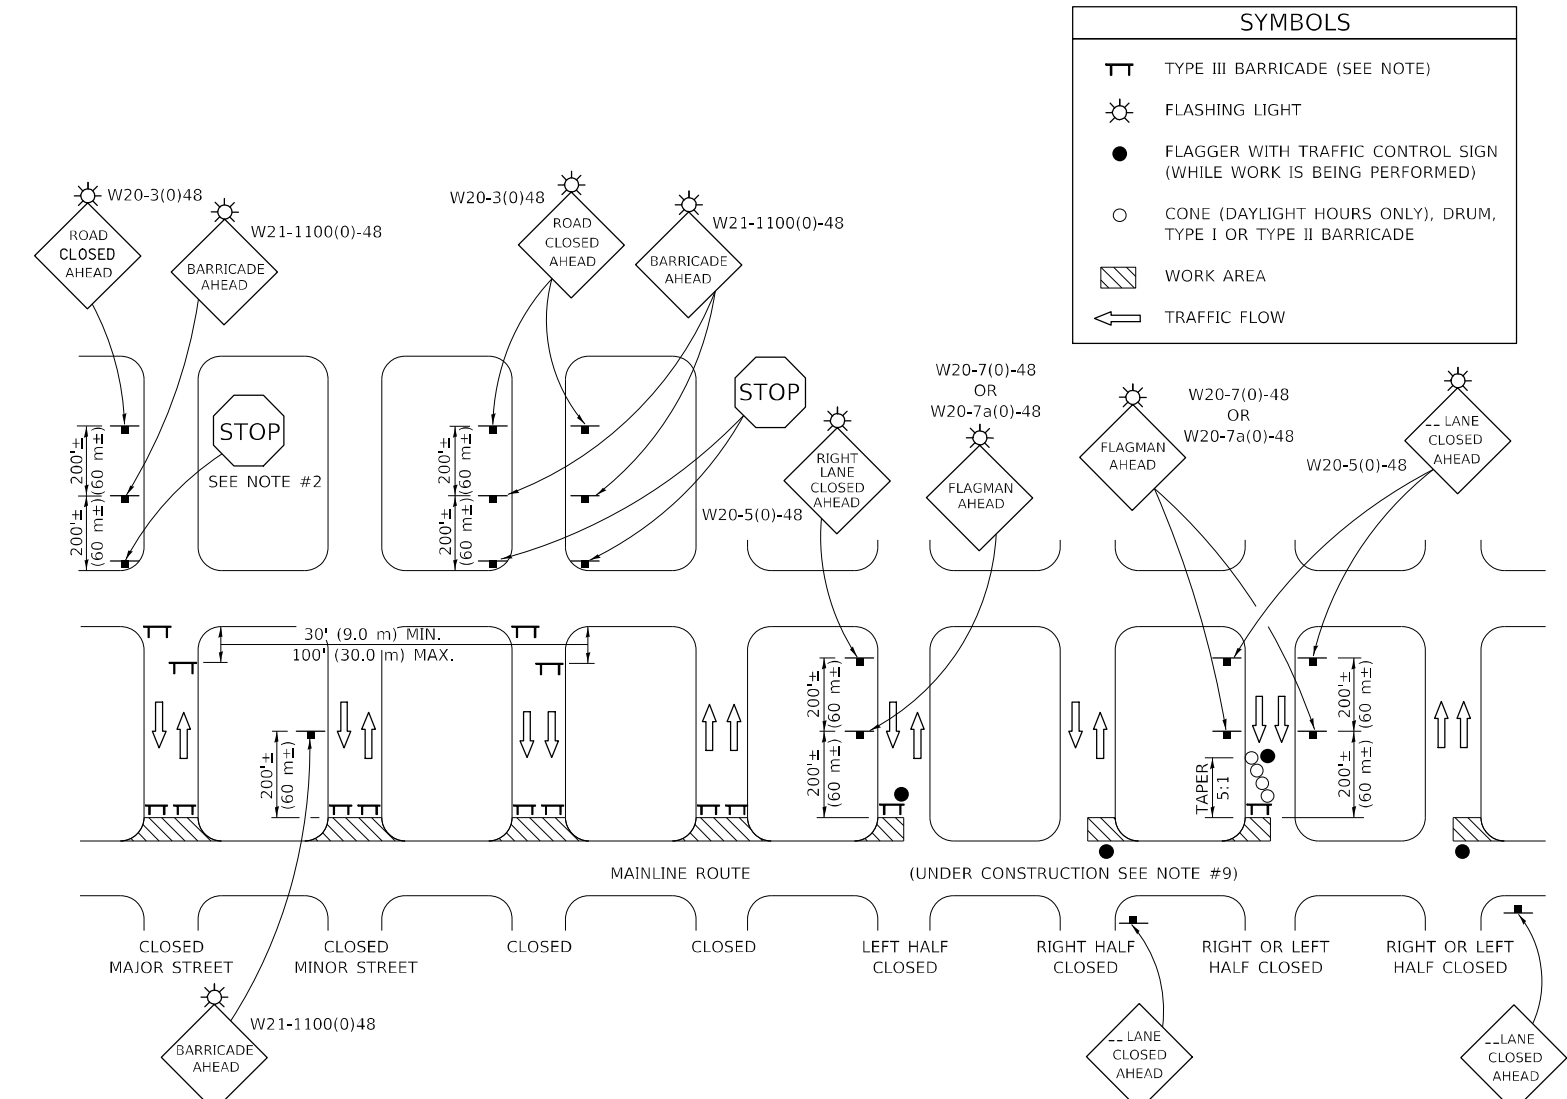 SYMBOLS
TYPE III BARRICADE (SEE NOTE)
FLASHING LIGHT
FLAGGER WITH TRAFFIC CONTROL SIGN
(WHILE WORK IS BEING PERFORMED)
CONE (DAYLIGHT HOURS ONLY), DRUM,
TYPE I OR TYPE II BARRICADE
WORK AREA
TRAFFIC FLOW
W20-3(0)48
ROAD
CLOSED
AHEAD
W21-1100(0)-48
BARRICADE
AHEAD
W20-3(0)48
ROAD
CLOSED
AHEAD
W21-1100(0)-48
BARRICADE
AHEAD
STOP
SEE NOTE #2
STOP
W20-5(0)-48
RIGHT
LANE
CLOSED
AHEAD
W20-7(0)-48
OR
W20-7a(0)-48
FLAGMAN
AHEAD
FLAGMAN
AHEAD
W20-7(0)-48
OR
W20-7a(0)-48
W20-5(0)-48
__ LANE
CLOSED
AHEAD
200'±
(60 m±)
200'±
(60 m±)
200'±
(60 m±)
200'±
(60 m±)
30' (9.0 m) MIN.
100' (30.0 m) MAX.
200'±
(60 m±)
200'±
(60 m±)
200'±
(60 m±)
TAPER
5:1
200'±
(60 m±)
200'±
(60 m±)
MAINLINE ROUTE
(UNDER CONSTRUCTION SEE NOTE #9)
CLOSED
MAJOR STREET
CLOSED
MINOR STREET
CLOSED
CLOSED
LEFT HALF
CLOSED
RIGHT HALF
CLOSED
RIGHT OR LEFT
HALF CLOSED
RIGHT OR LEFT
HALF CLOSED
W21-1100(0)48
BARRICADE
AHEAD
__ LANE
CLOSED
AHEAD
__LANE
CLOSED
AHEAD